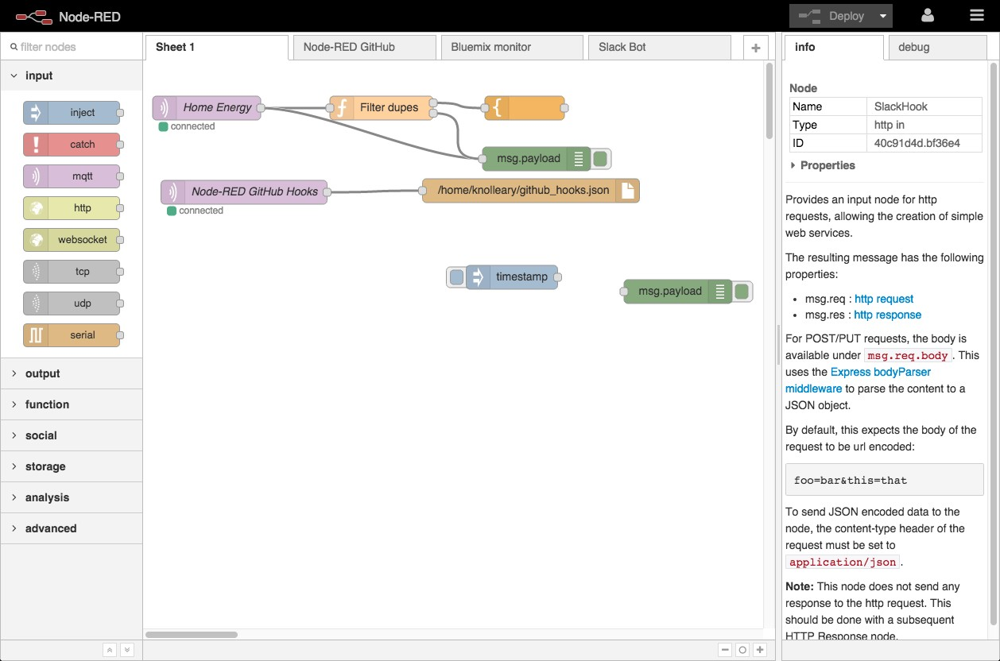 Node-RED
Deploy
filter nodes
input
inject
catch
mqtt
http
websocket
tcp
udp
serial
output
function
social
storage
analysis
advanced
Sheet 1
Node-RED GitHub
Bluemix monitor
Slack Bot
Home Energy
connected
Filter dupes
msg.payload
Node-RED GitHub Hooks
connected
/home/knolleary/github_hooks.json
timestamp
msg.payload
info
debug
Node
Name SlackHook
Type http in
ID 40c91d4d.bf36e4
Properties
Provides an input node for http
requests, allowing the creation of simple
web services.
The resulting message has the following
properties:
• msg.req : http request
• msg.res : http response
For POST/PUT requests, the body is
available under msg.req.body. This
uses the Express bodyParser
middleware to parse the content to a
JSON object.
By default, this expects the body of the
request to be url encoded:
foo=bar&this=that
To send JSON encoded data to the
node, the content-type header of the
request must be set to
application/json.
Note: This node does not send any
response to the http request. This
should be done with a subsequent
HTTP Response node.